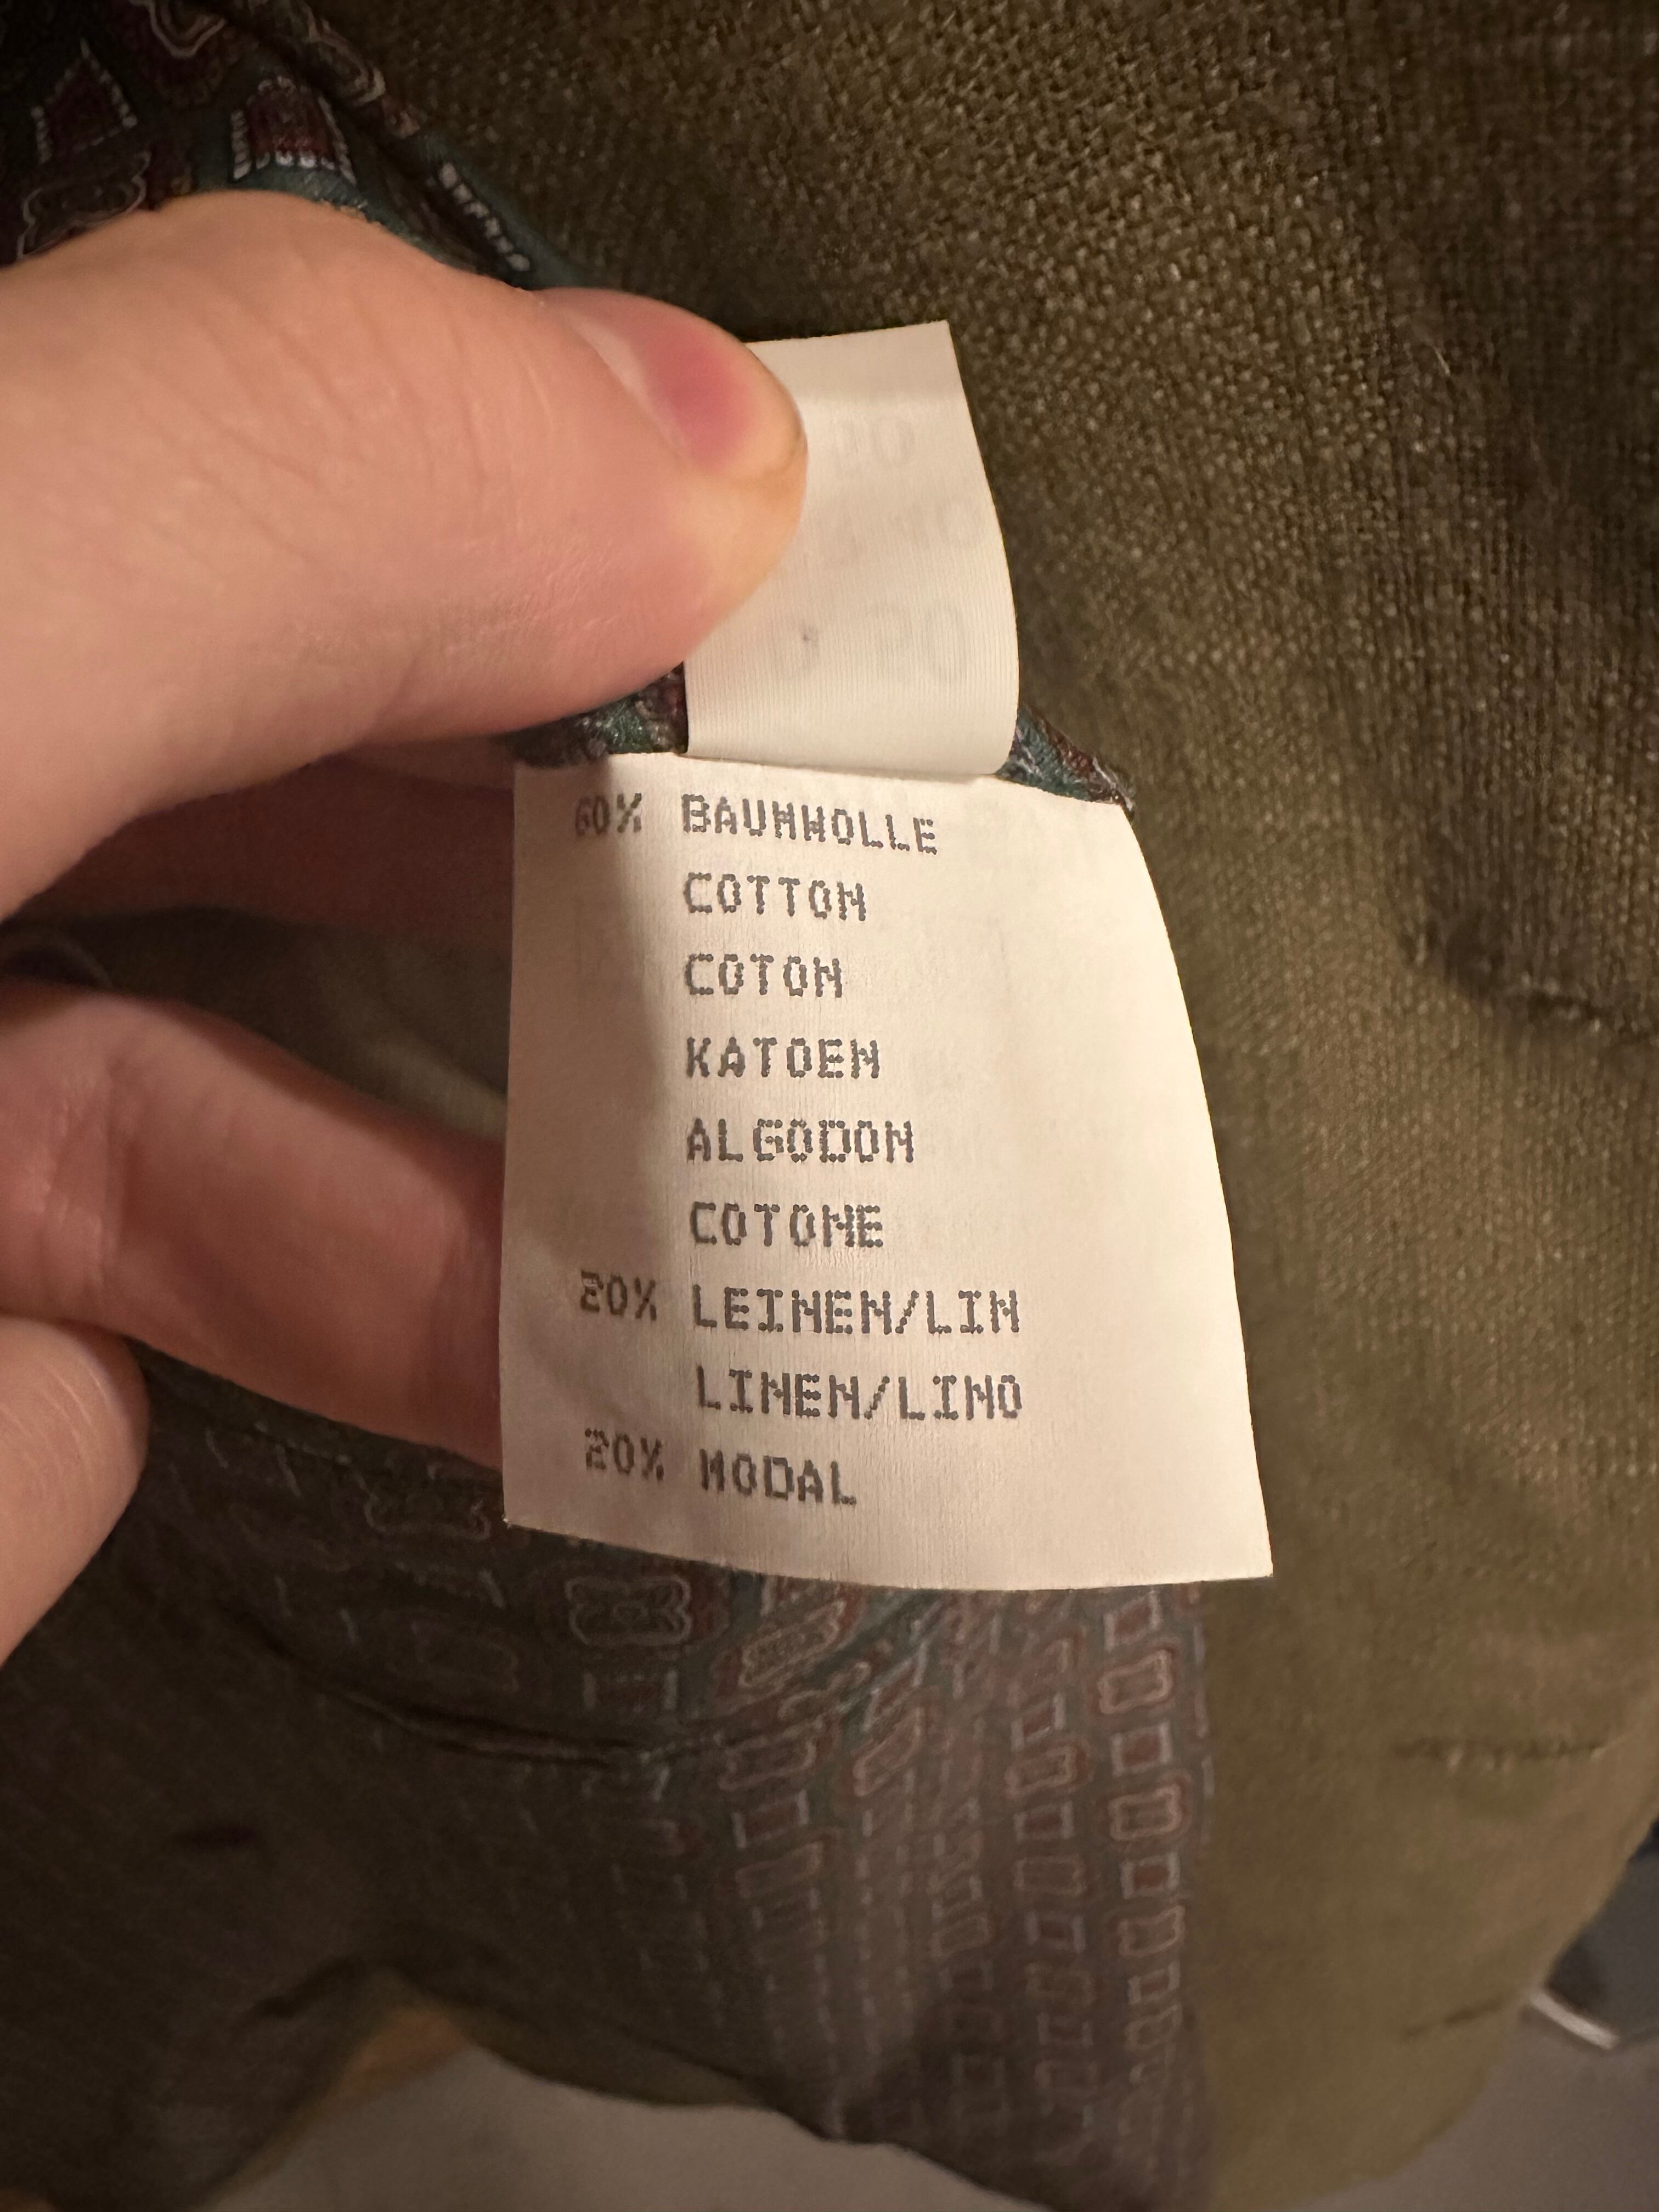 60% BAUMWOLLE
COTTON
COTON
KATOEN
ALGODON
COTONE
20% LEINEN/LIN
LINEN/LINO
20% MODAL